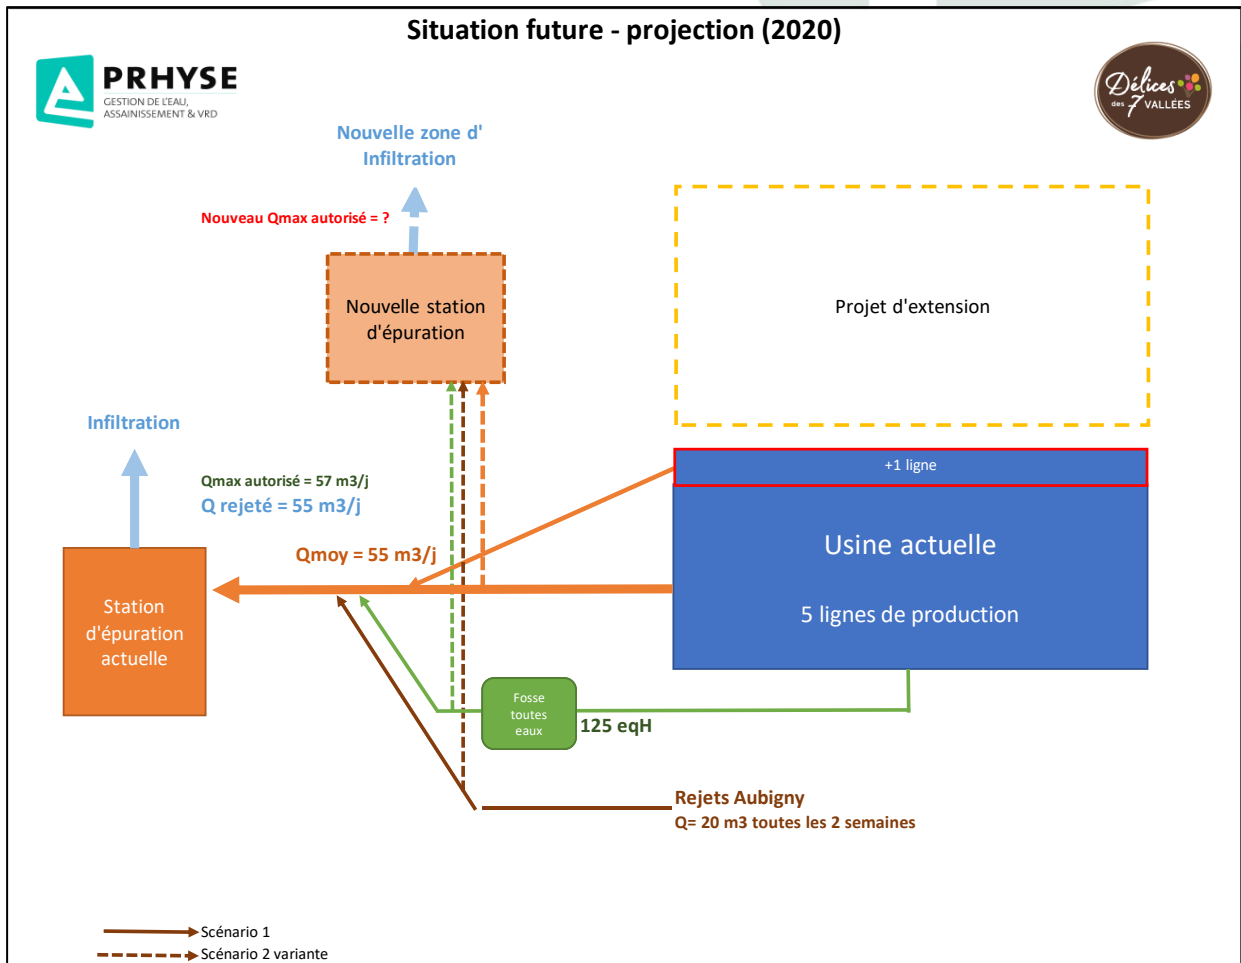 Situation future - projection (2020)
PRHYSE
GESTION DE L'EAU,
ASSAINISSEMENT & VRD
Délices
des 7 VALLÉES
Nouvelle zone d'
Infiltration
Nouveau Qmax autorisé = ?
Nouvelle station
d'épuration
Projet d'extension
Infiltration
+1 ligne
Qmax autorisé = 57 m3/j
Q rejeté = 55 m3/j
Usine actuelle
Qmoy = 55 m3/j
5 lignes de production
Station
d'épuration
actuelle
Fosse
toutes
eaux
125 eqH
Rejets Aubigny
Q= 20 m3 toutes les 2 semaines
Scénario 1
Scénario 2 variante